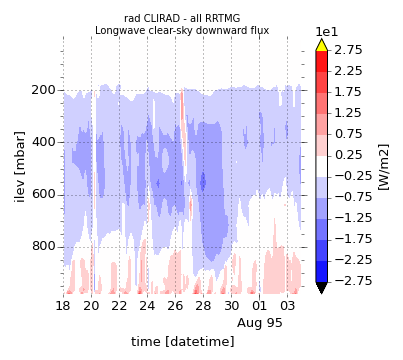 rad CLIRAD - all RRTMG
Longwave clear-sky downward flux
1e1
2.75
2.25
1.75
1.25
0.75
0.25
−0.25
−0.75
−1.25
−1.75
−2.25
−2.75
[W/m2]
200
400
600
800
ilev [mbar]
18 20 22 24 26 28 30 01 03
Aug 95
time [datetime]